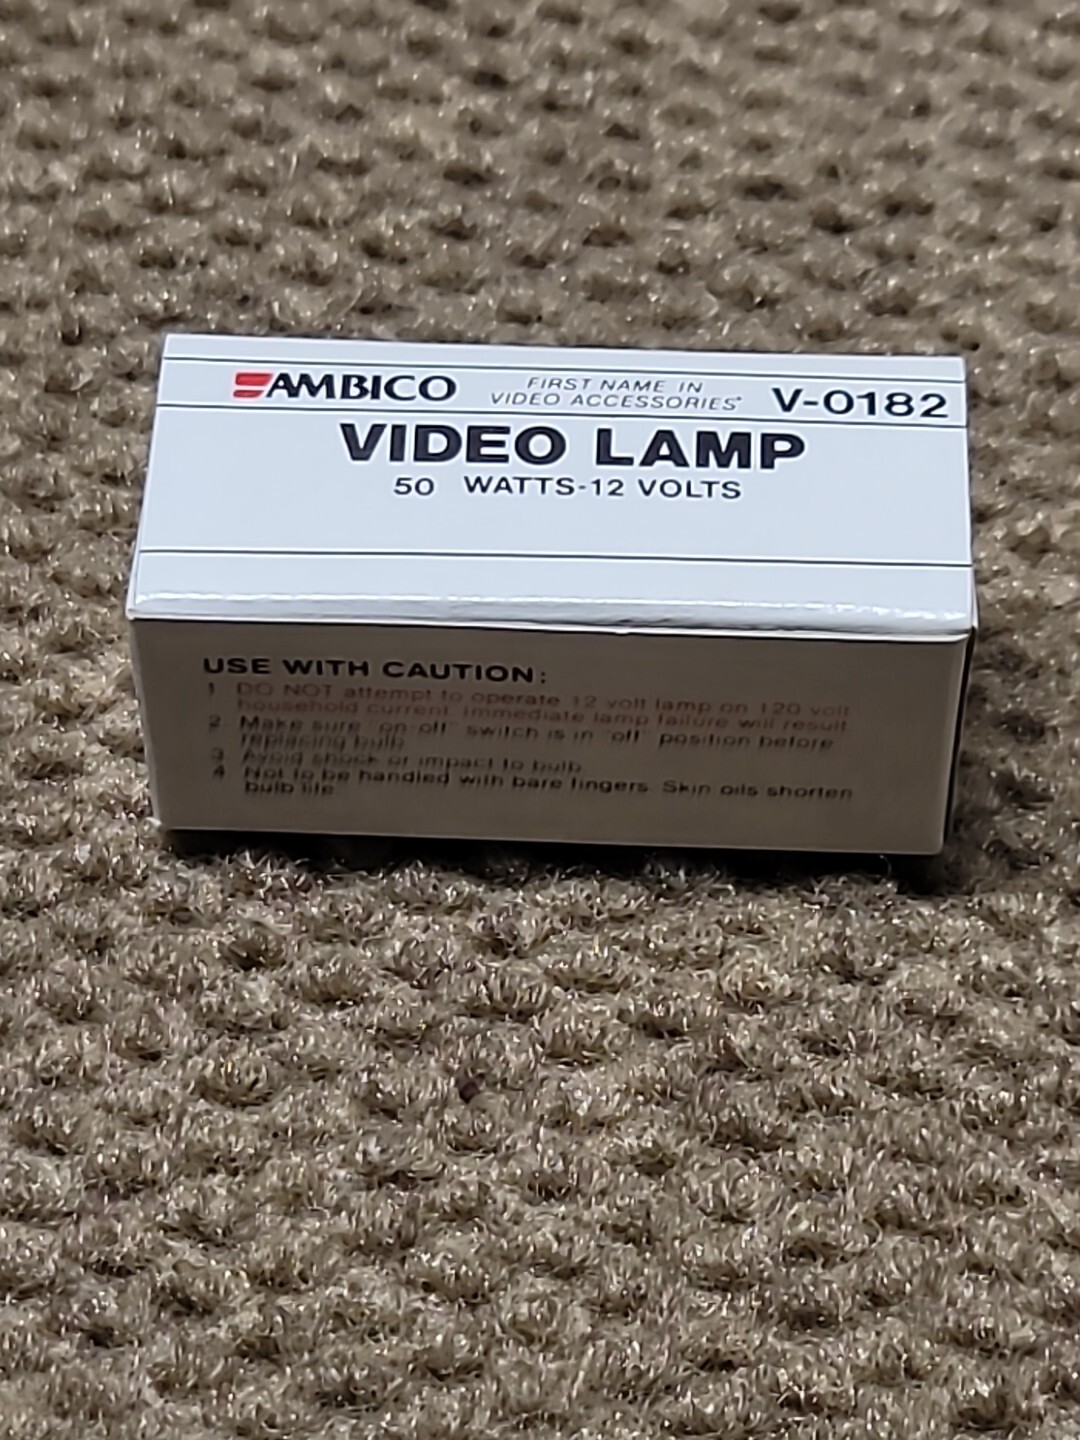 AMBICO FIRST NAME IN V-0182
VIDEO ACCESSORIES
VIDEO LAMP
50 WATTS-12 VOLTS
USE WITH CAUTION:
1 DO NOT attempt to operate 12 volt lamp on 120 volt
household current. immediate lamp failure will result
2 Make sure "on-off" switch is in "off" position before
replacing bulb
3 Avoid shock or impact to bulb
4 Not to be handled with bare fingers. Skin oils shorten
bulb life